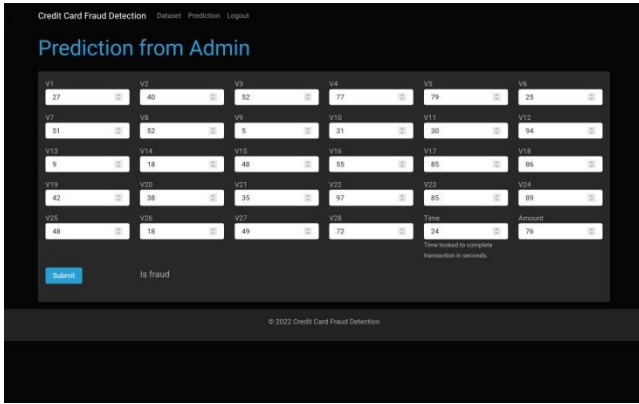 Credit Card Fraud Detection Dataset Prediction Logout
Prediction from Admin
V1 V2 V3 V4 V5 V6
27 40 52 77 79 25
V7 V8 V9 V10 V11 V12
51 52 5 31 30 94
V13 V14 V15 V16 V17 V18
9 18 48 55 85 86
V19 V20 V21 V22 V23 V24
42 38 35 97 85 89
V25 V26 V27 V28 Time Amount
48 18 49 72 24 76
Time tooked to complete
transaction in seconds.
Submit Is fraud
© 2022 Credit Card Fraud Detection